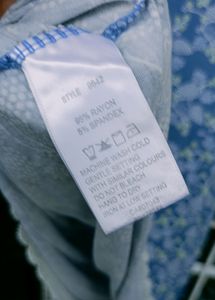 STYLE 9642
95% RAYON
5% SPANDEX
MACHINE WASH COLD
GENTLE SETTING
WITH SIMILAR COLOURS
DO NOT BLEACH
HANG TO DRY
IRON AT LOW SETTING